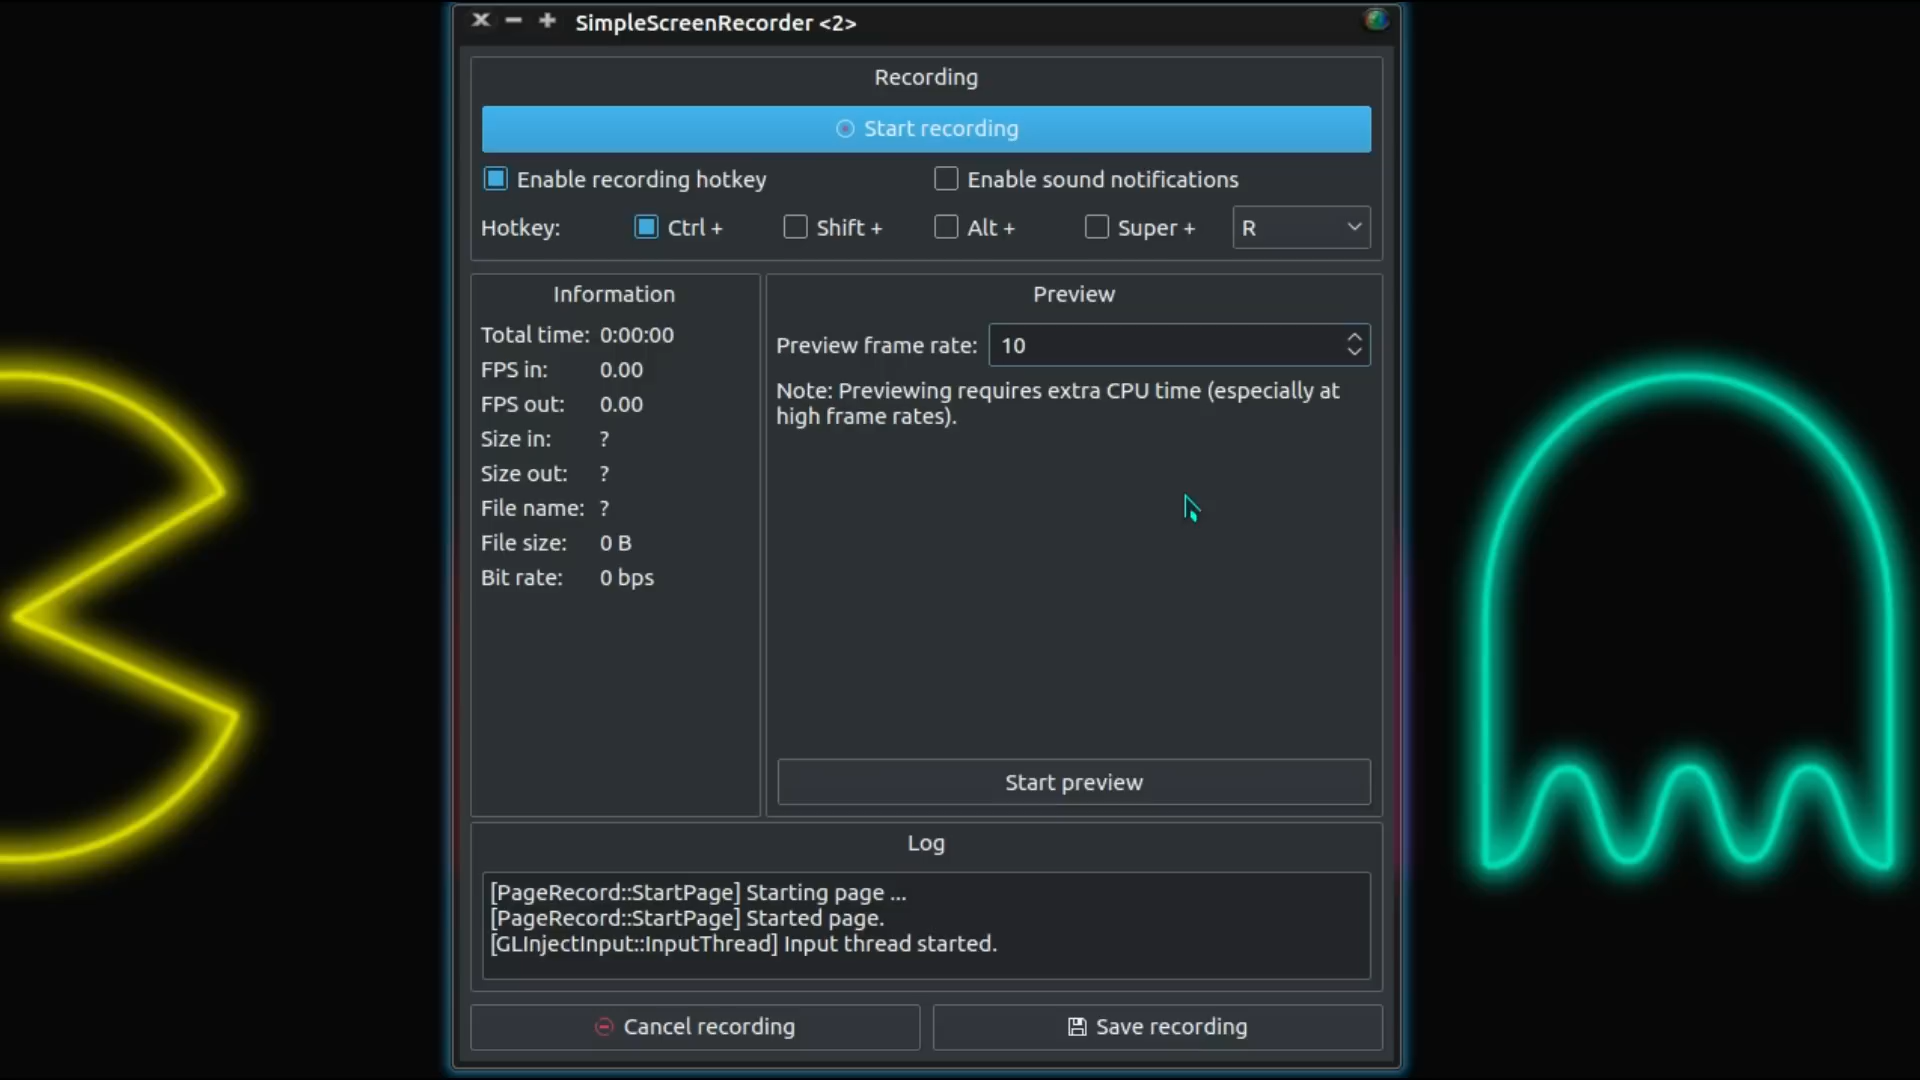 SimpleScreenRecorder <2>
Recording
Start recording
Enable recording hotkey
Enable sound notifications
Hotkey: Ctrl + Shift + Alt + Super + R
Information
Total time: 0:00:00
FPS in: 0.00
FPS out: 0.00
Size in: ?
Size out: ?
File name: ?
File size: 0 B
Bit rate: 0 bps
Preview
Preview frame rate: 10
Note: Previewing requires extra CPU time (especially at
high frame rates).
Start preview
Log
[PageRecord::StartPage] Starting page ...
[PageRecord::StartPage] Started page.
[GLInjectInput::InputThread] Input thread started.
Cancel recording
Save recording